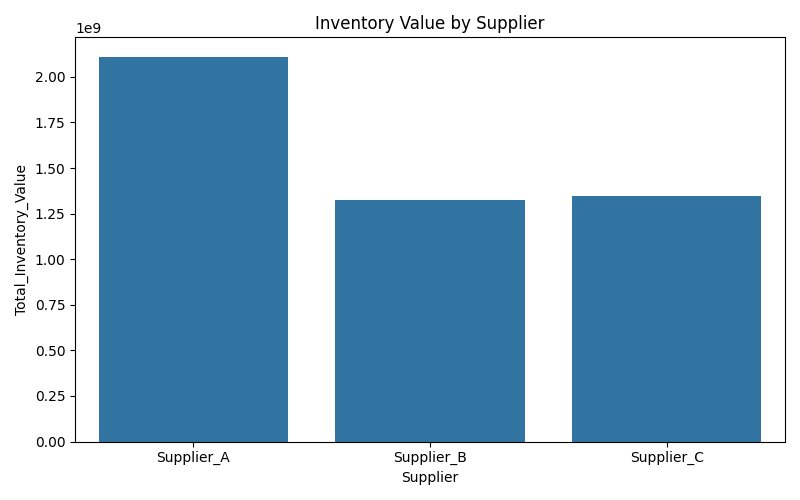 Inventory Value by Supplier
1e9
2.00
1.75
1.50
1.25
1.00
0.75
0.50
0.25
0.00
Total_Inventory_Value
Supplier_A Supplier_B Supplier_C
Supplier